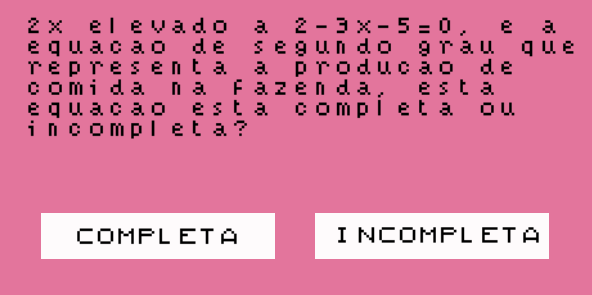 2x elevado a 2-3x-5=0, e a
equacao de segundo grau que
representa a producao de
comida na fazenda, esta
equacao esta completa ou
incompleta?
COMPLETA
INCOMPLETA